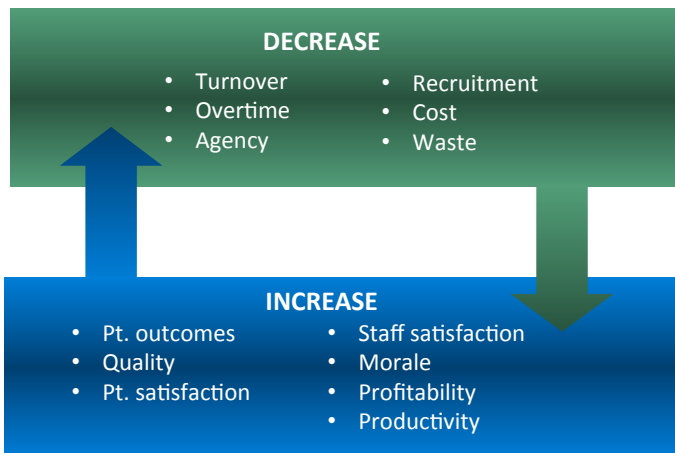 DECREASE
• Turnover
• Overtime
• Agency
• Recruitment
• Cost
• Waste
INCREASE
• Pt. outcomes
• Quality
• Pt. satisfaction
• Staff satisfaction
• Morale
• Profitability
• Productivity